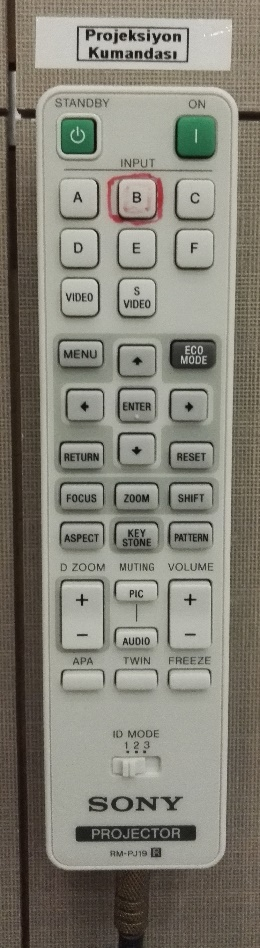 Projeksiyon
Kumandası
STANDBY ON
INPUT
A B C
D E F
VIDEO S VIDEO
MENU ECO MODE
ENTER
RETURN RESET
FOCUS ZOOM SHIFT
ASPECT KEY STONE PATTERN
D ZOOM MUTING VOLUME
+ PIC +
- AUDIO -
APA TWIN FREEZE
ID MODE
1 2 3
SONY
PROJECTOR
RM-PJ19 R